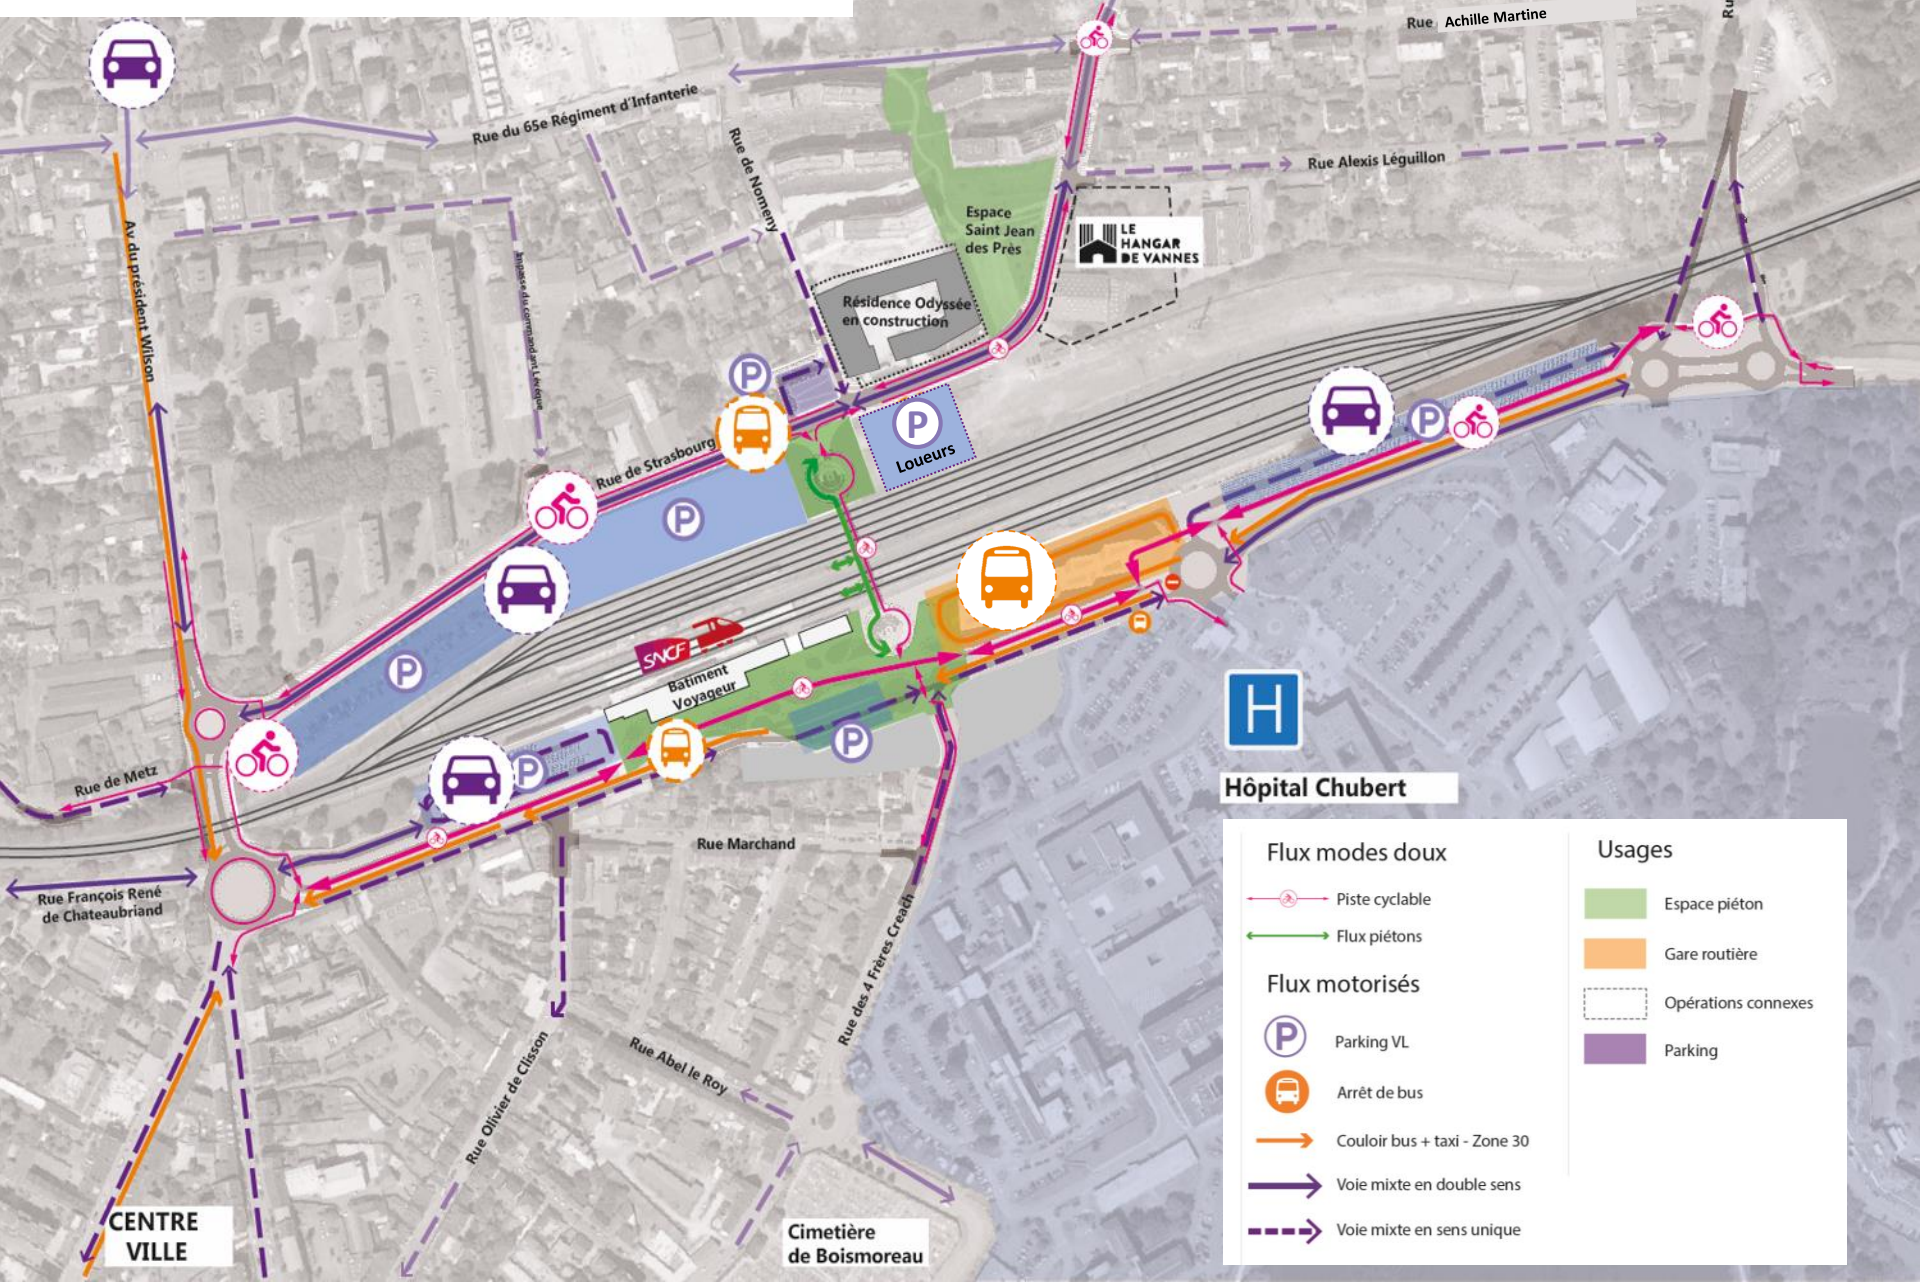 Rue Achille Martine
Ru
Rue du 65e Régiment d'Infanterie
Rue de Nomeny
Rue Alexis Léguillon
Espace
Saint Jean
des Près
LE
HANGAR
DE VANNES
Av du président Wilson
Impasse du commandant Lévêque
Résidence Odyssée
en construction
P
P
Loueurs
P
Rue de Strasbourg
P
P
SNCF
Batiment
Voyageur
H
Hôpital Chubert
P
P
Rue de Metz
Rue Marchand
Rue François René
de Chateaubriand
Rue des 4 Frères Creach
Rue Olivier de Clisson
Rue Abel le Roy
CENTRE
VILLE
Cimetière
de Boismoreau
Flux modes doux
Piste cyclable
Flux piétons
Flux motorisés
P
Parking VL
Arrêt de bus
Couloir bus + taxi - Zone 30
Voie mixte en double sens
Voie mixte en sens unique
Usages
Espace piéton
Gare routière
Opérations connexes
Parking